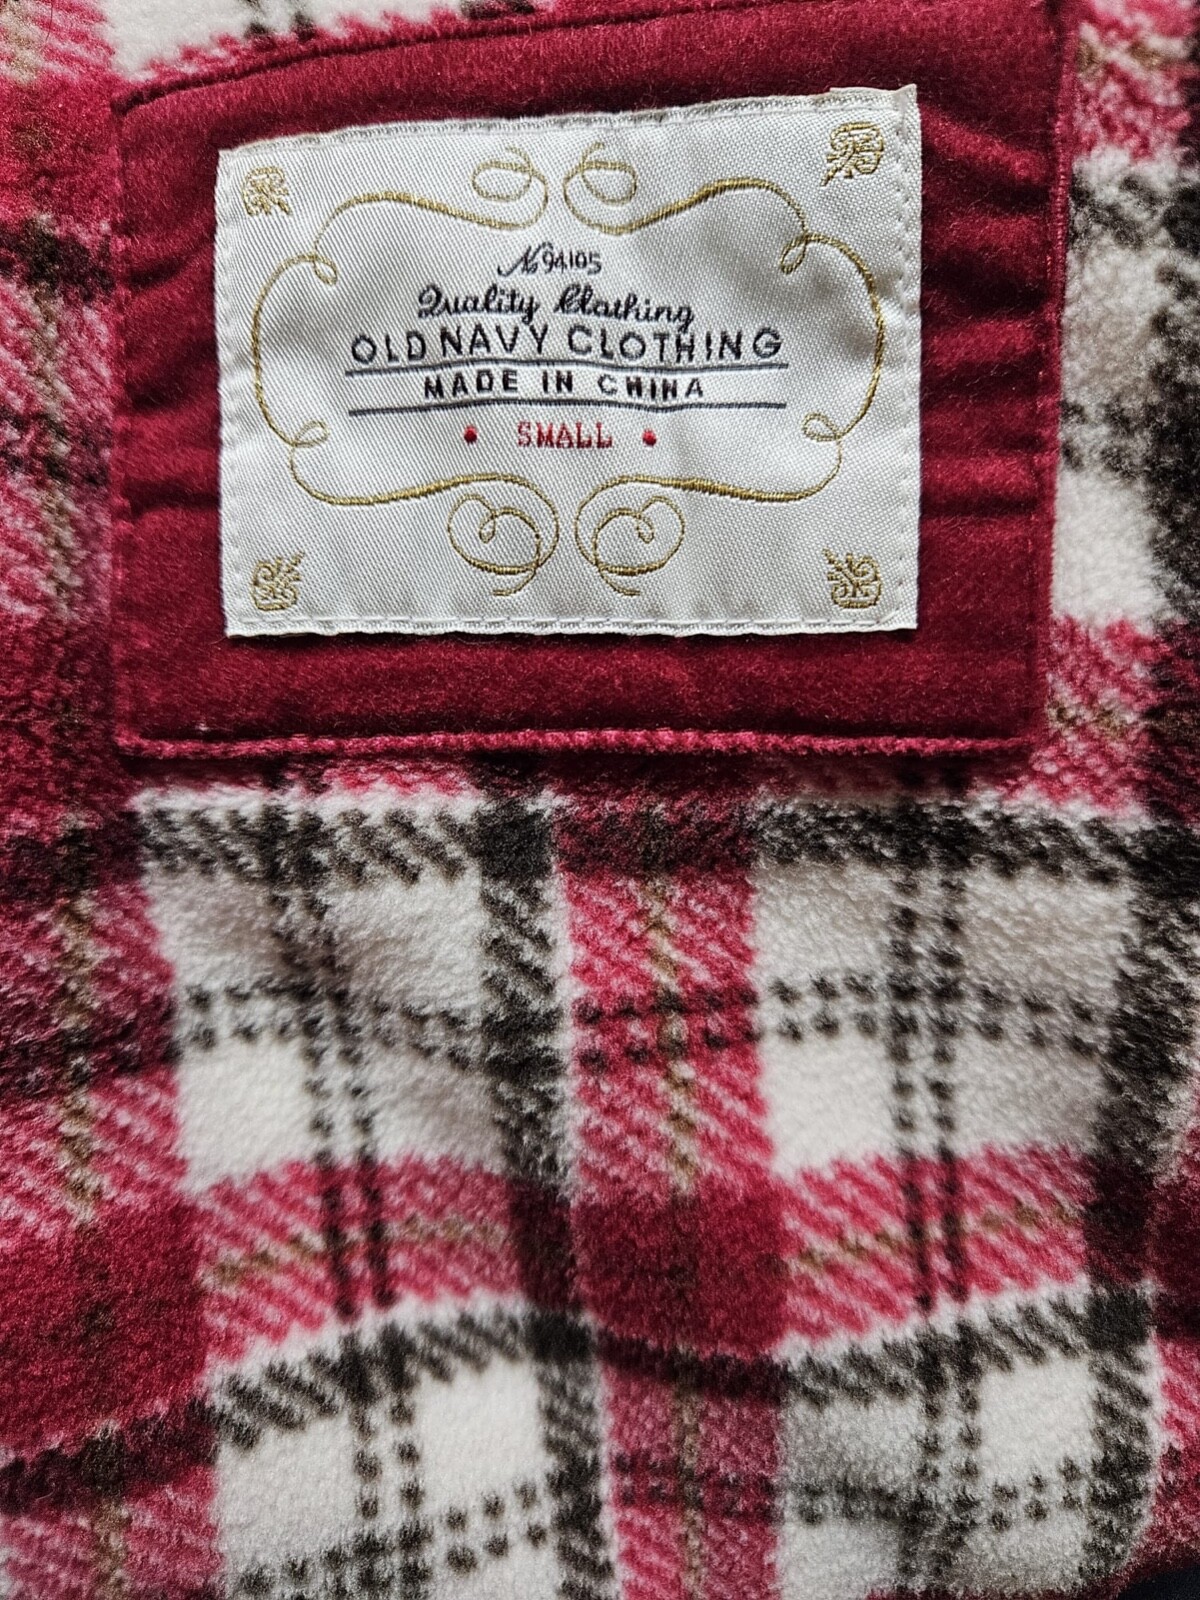 № 94105
Quality Clothing
OLD NAVY CLOTHING
MADE IN CHINA
• SMALL •